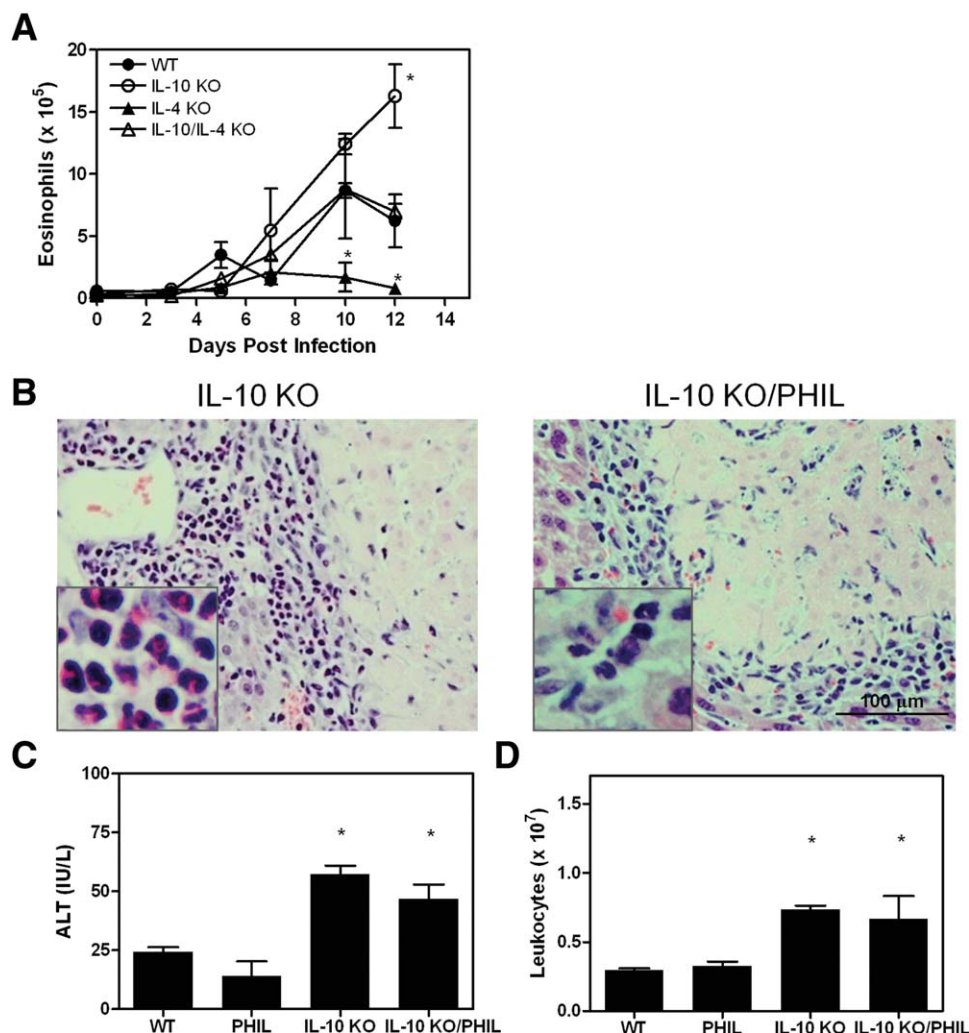 A
Eosinophils (x 10⁵)
20
15
10
5
0
WT
IL-10 KO
IL-4 KO
IL-10/IL-4 KO
*
*
*
0 2 4 6 8 10 12 14
Days Post Infection
B
IL-10 KO
IL-10 KO/PHIL
100 μm
C
ALT (IU/L)
100
75
50
25
0
* *
WT PHIL IL-10 KO IL-10 KO/PHIL
D
Leukocytes (x 10⁷)
1.5
1.0
0.5
0.0
* *
WT PHIL IL-10 KO IL-10 KO/PHIL